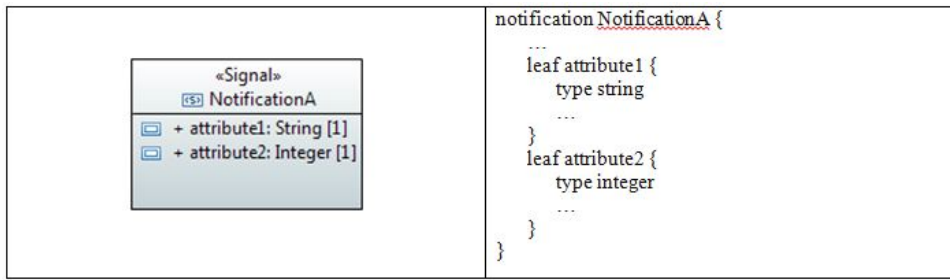 «Signal»
NotificationA
+ attribute1: String [1]
+ attribute2: Integer [1]
notification NotificationA {
…
leaf attribute1 {
type string
…
}
leaf attribute2 {
type integer
…
}
}